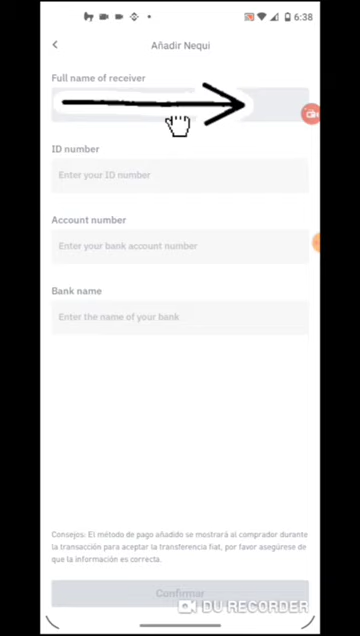 6:38
Añadir Nequi
Full name of receiver
ID number
Enter your ID number
Account number
Enter your bank account number
Bank name
Enter the name of your bank
Consejos: El método de pago añadido se mostrará al comprador durante
la transacción para aceptar la transferencia fiat, por favor asegúrese de
que la información es correcta.
Confirmar
DU RECORDER